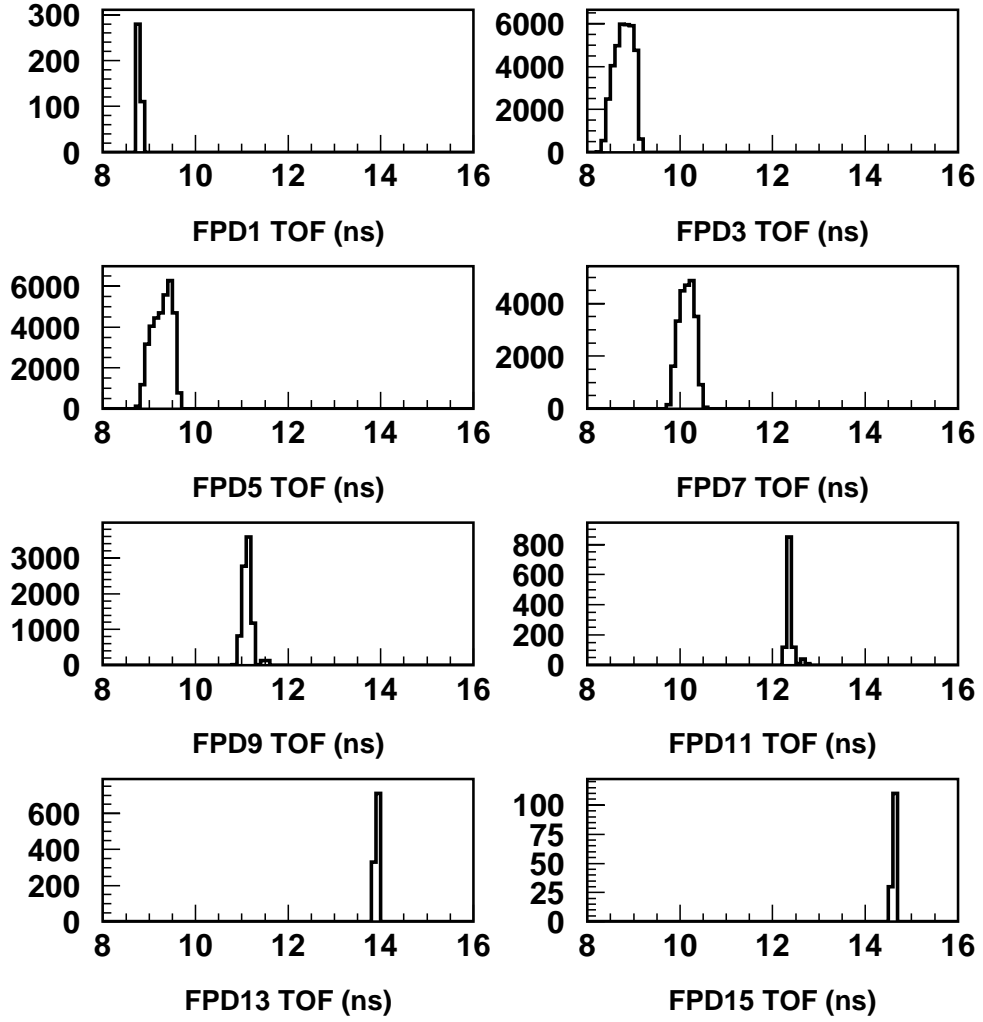 300
200
100
0
8 10 12 14 16
FPD1 TOF (ns)
6000
4000
2000
0
8 10 12 14 16
FPD3 TOF (ns)
6000
4000
2000
0
8 10 12 14 16
FPD5 TOF (ns)
4000
2000
0
8 10 12 14 16
FPD7 TOF (ns)
3000
2000
1000
0
8 10 12 14 16
FPD9 TOF (ns)
800
600
400
200
0
8 10 12 14 16
FPD11 TOF (ns)
600
400
200
0
8 10 12 14 16
FPD13 TOF (ns)
100
75
50
25
0
8 10 12 14 16
FPD15 TOF (ns)